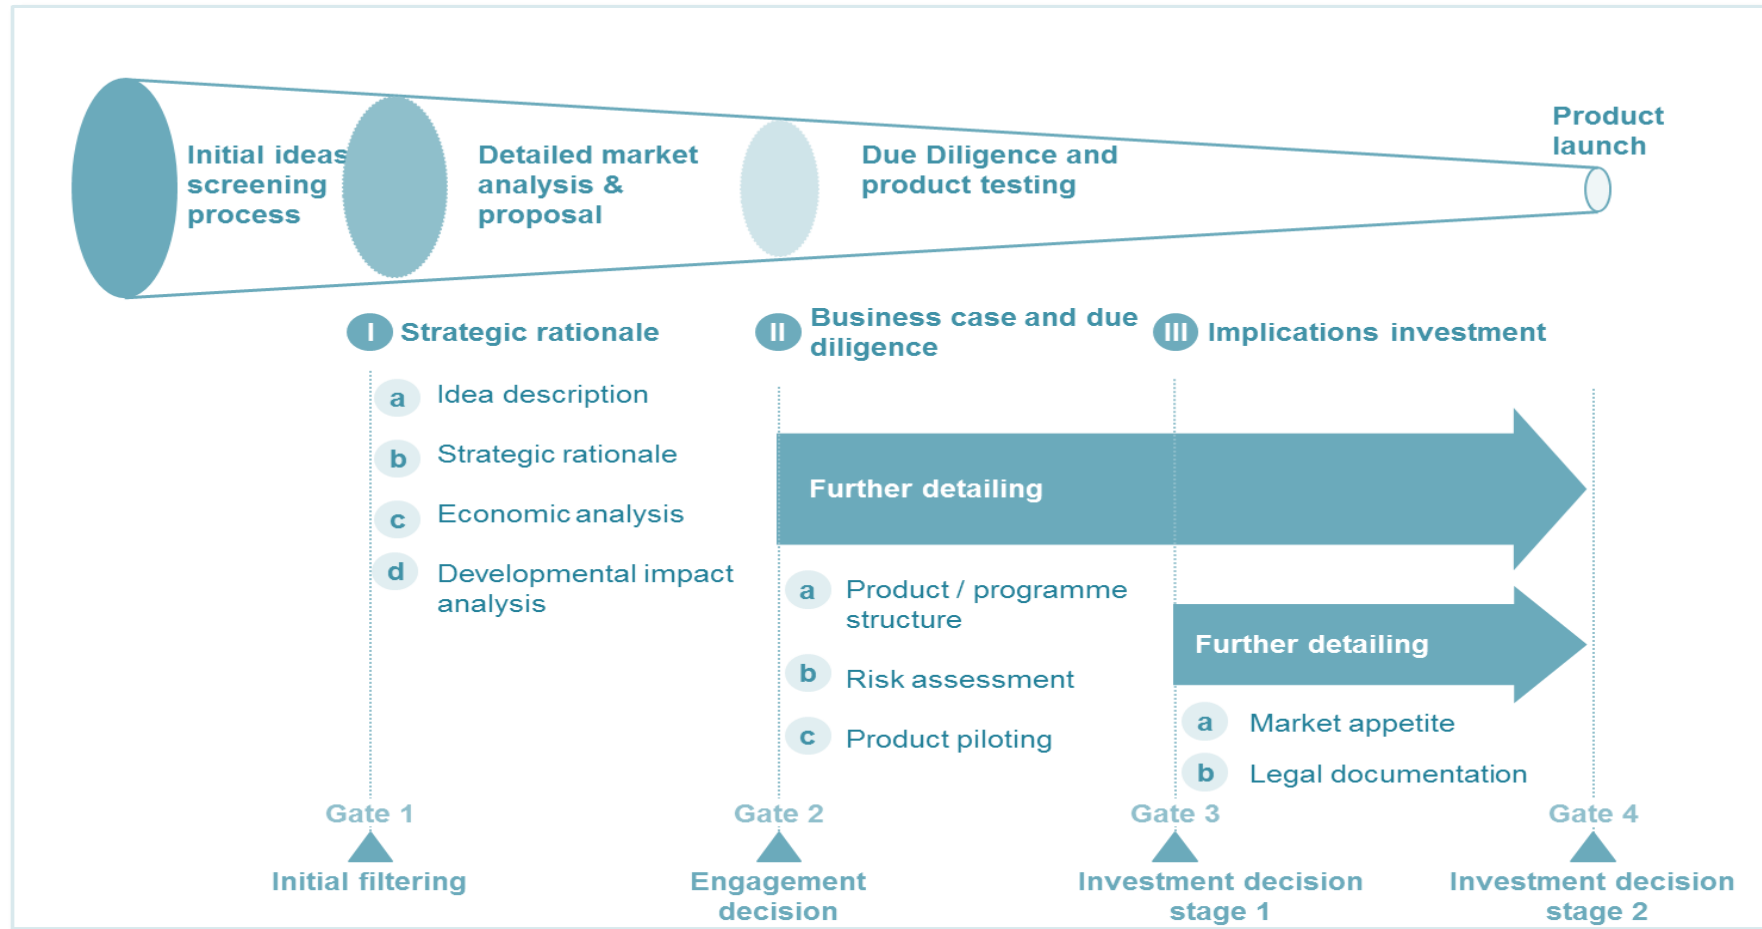 Initial ideas
screening
process
Detailed market
analysis &
proposal
Due Diligence and
product testing
Product
launch
I Strategic rationale
a Idea description
b Strategic rationale
c Economic analysis
d Developmental impact
analysis
II Business case and due
diligence
Further detailing
a Product / programme
structure
b Risk assessment
c Product piloting
III Implications investment
Further detailing
a Market appetite
b Legal documentation
Gate 1
Initial filtering
Gate 2
Engagement
decision
Gate 3
Investment decision
stage 1
Gate 4
Investment decision
stage 2